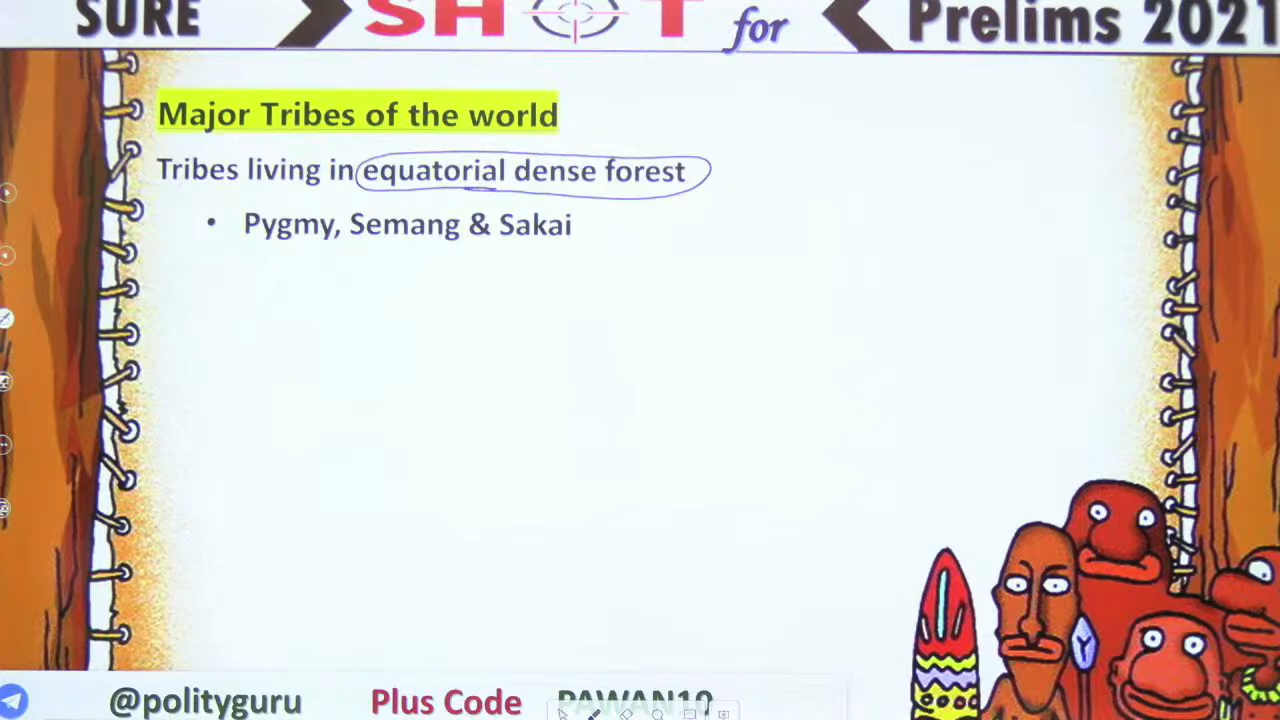 SURE SHOT for Prelims 2021
Major Tribes of the world
Tribes living in equatorial dense forest
• Pygmy, Semang & Sakai
@polityguru Plus Code PAWAN10